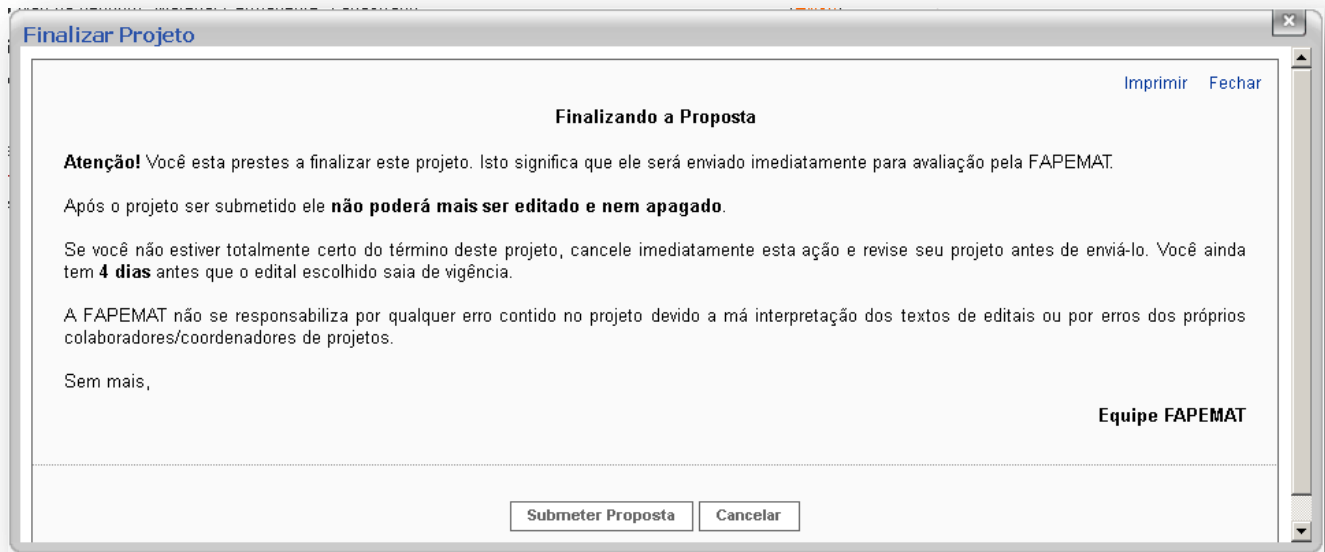 Finalizar Projeto
Imprimir Fechar
Finalizando a Proposta
Atenção! Você esta prestes a finalizar este projeto. Isto significa que ele será enviado imediatamente para avaliação pela FAPEMAT.
Após o projeto ser submetido ele não poderá mais ser editado e nem apagado.
Se você não estiver totalmente certo do término deste projeto, cancele imediatamente esta ação e revise seu projeto antes de enviá-lo. Você ainda
tem 4 dias antes que o edital escolhido saia de vigência.
A FAPEMAT não se responsabiliza por qualquer erro contido no projeto devido a má interpretação dos textos de editais ou por erros dos próprios
colaboradores/coordenadores de projetos.
Sem mais,
Equipe FAPEMAT
Submeter Proposta
Cancelar